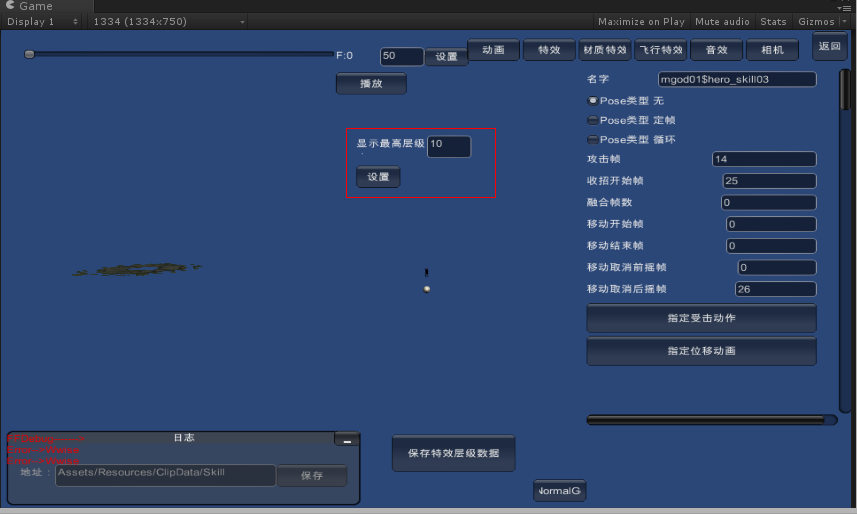 Game
Display 1 1334 (1334x750) Maximize on Play Mute audio Stats Gizmos
F:0 50 设置 动画 特效 材质特效 飞行特效 音效 相机 返回
播放
名字 mgod01$hero_skill03
Pose类型 无
Pose类型 定帧
Pose类型 循环
显示最高层级 10
设置
攻击帧 14
收招开始帧 25
融合帧数 0
移动开始帧 0
移动结束帧 0
移动取消前摇帧 0
移动取消后摇帧 26
指定受击动作
指定位移动画
日志
地址： Assets/Resources/ClipData/Skill 保存
保存特效层级数据
NormalG